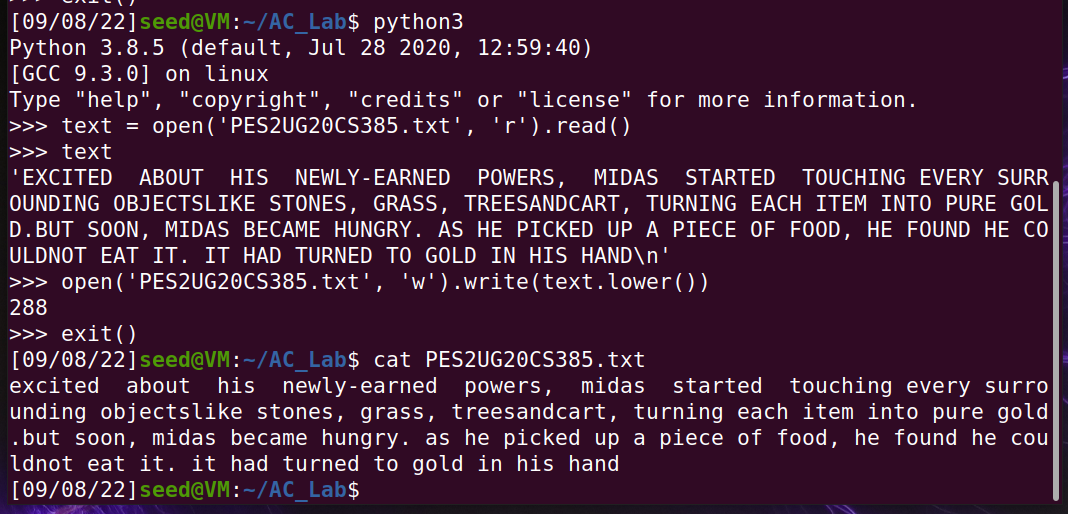 >>> exit()
[09/08/22]seed@VM:~/AC_Lab$ python3
Python 3.8.5 (default, Jul 28 2020, 12:59:40)
[GCC 9.3.0] on linux
Type "help", "copyright", "credits" or "license" for more information.
>>> text = open('PES2UG20CS385.txt', 'r').read()
>>> text
'EXCITED  ABOUT  HIS  NEWLY-EARNED  POWERS,  MIDAS  STARTED  TOUCHING EVERY SURR
OUNDING OBJECTSLIKE STONES, GRASS, TREESANDCART, TURNING EACH ITEM INTO PURE GOL
D.BUT SOON, MIDAS BECAME HUNGRY. AS HE PICKED UP A PIECE OF FOOD, HE FOUND HE CO
ULDNOT EAT IT. IT HAD TURNED TO GOLD IN HIS HAND\n'
>>> open('PES2UG20CS385.txt', 'w').write(text.lower())
288
>>> exit()
[09/08/22]seed@VM:~/AC_Lab$ cat PES2UG20CS385.txt
excited  about  his  newly-earned  powers,  midas  started  touching every surro
unding objectslike stones, grass, treesandcart, turning each item into pure gold
.but soon, midas became hungry. as he picked up a piece of food, he found he cou
ldnot eat it. it had turned to gold in his hand
[09/08/22]seed@VM:~/AC_Lab$